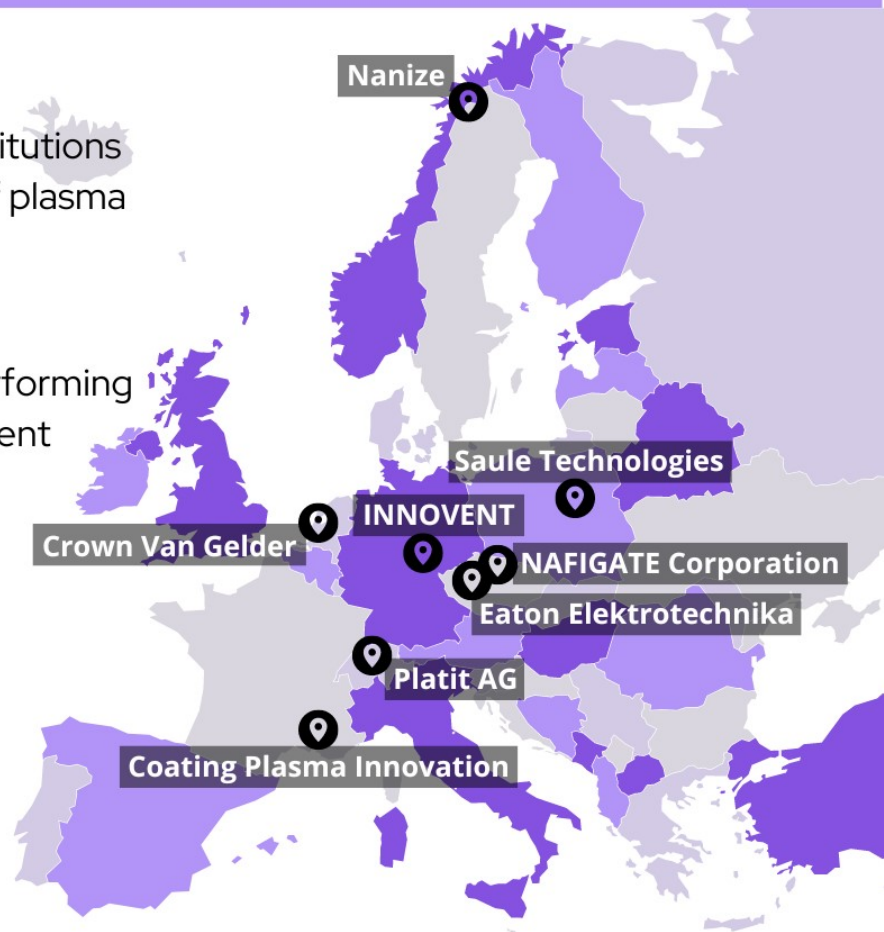 Nanize
itutions
plasma
forming
ent
Saule Technologies
INNOVENT
Crown Van Gelder
NAFIGATE Corporation
Eaton Elektrotechnika
Platit AG
Coating Plasma Innovation